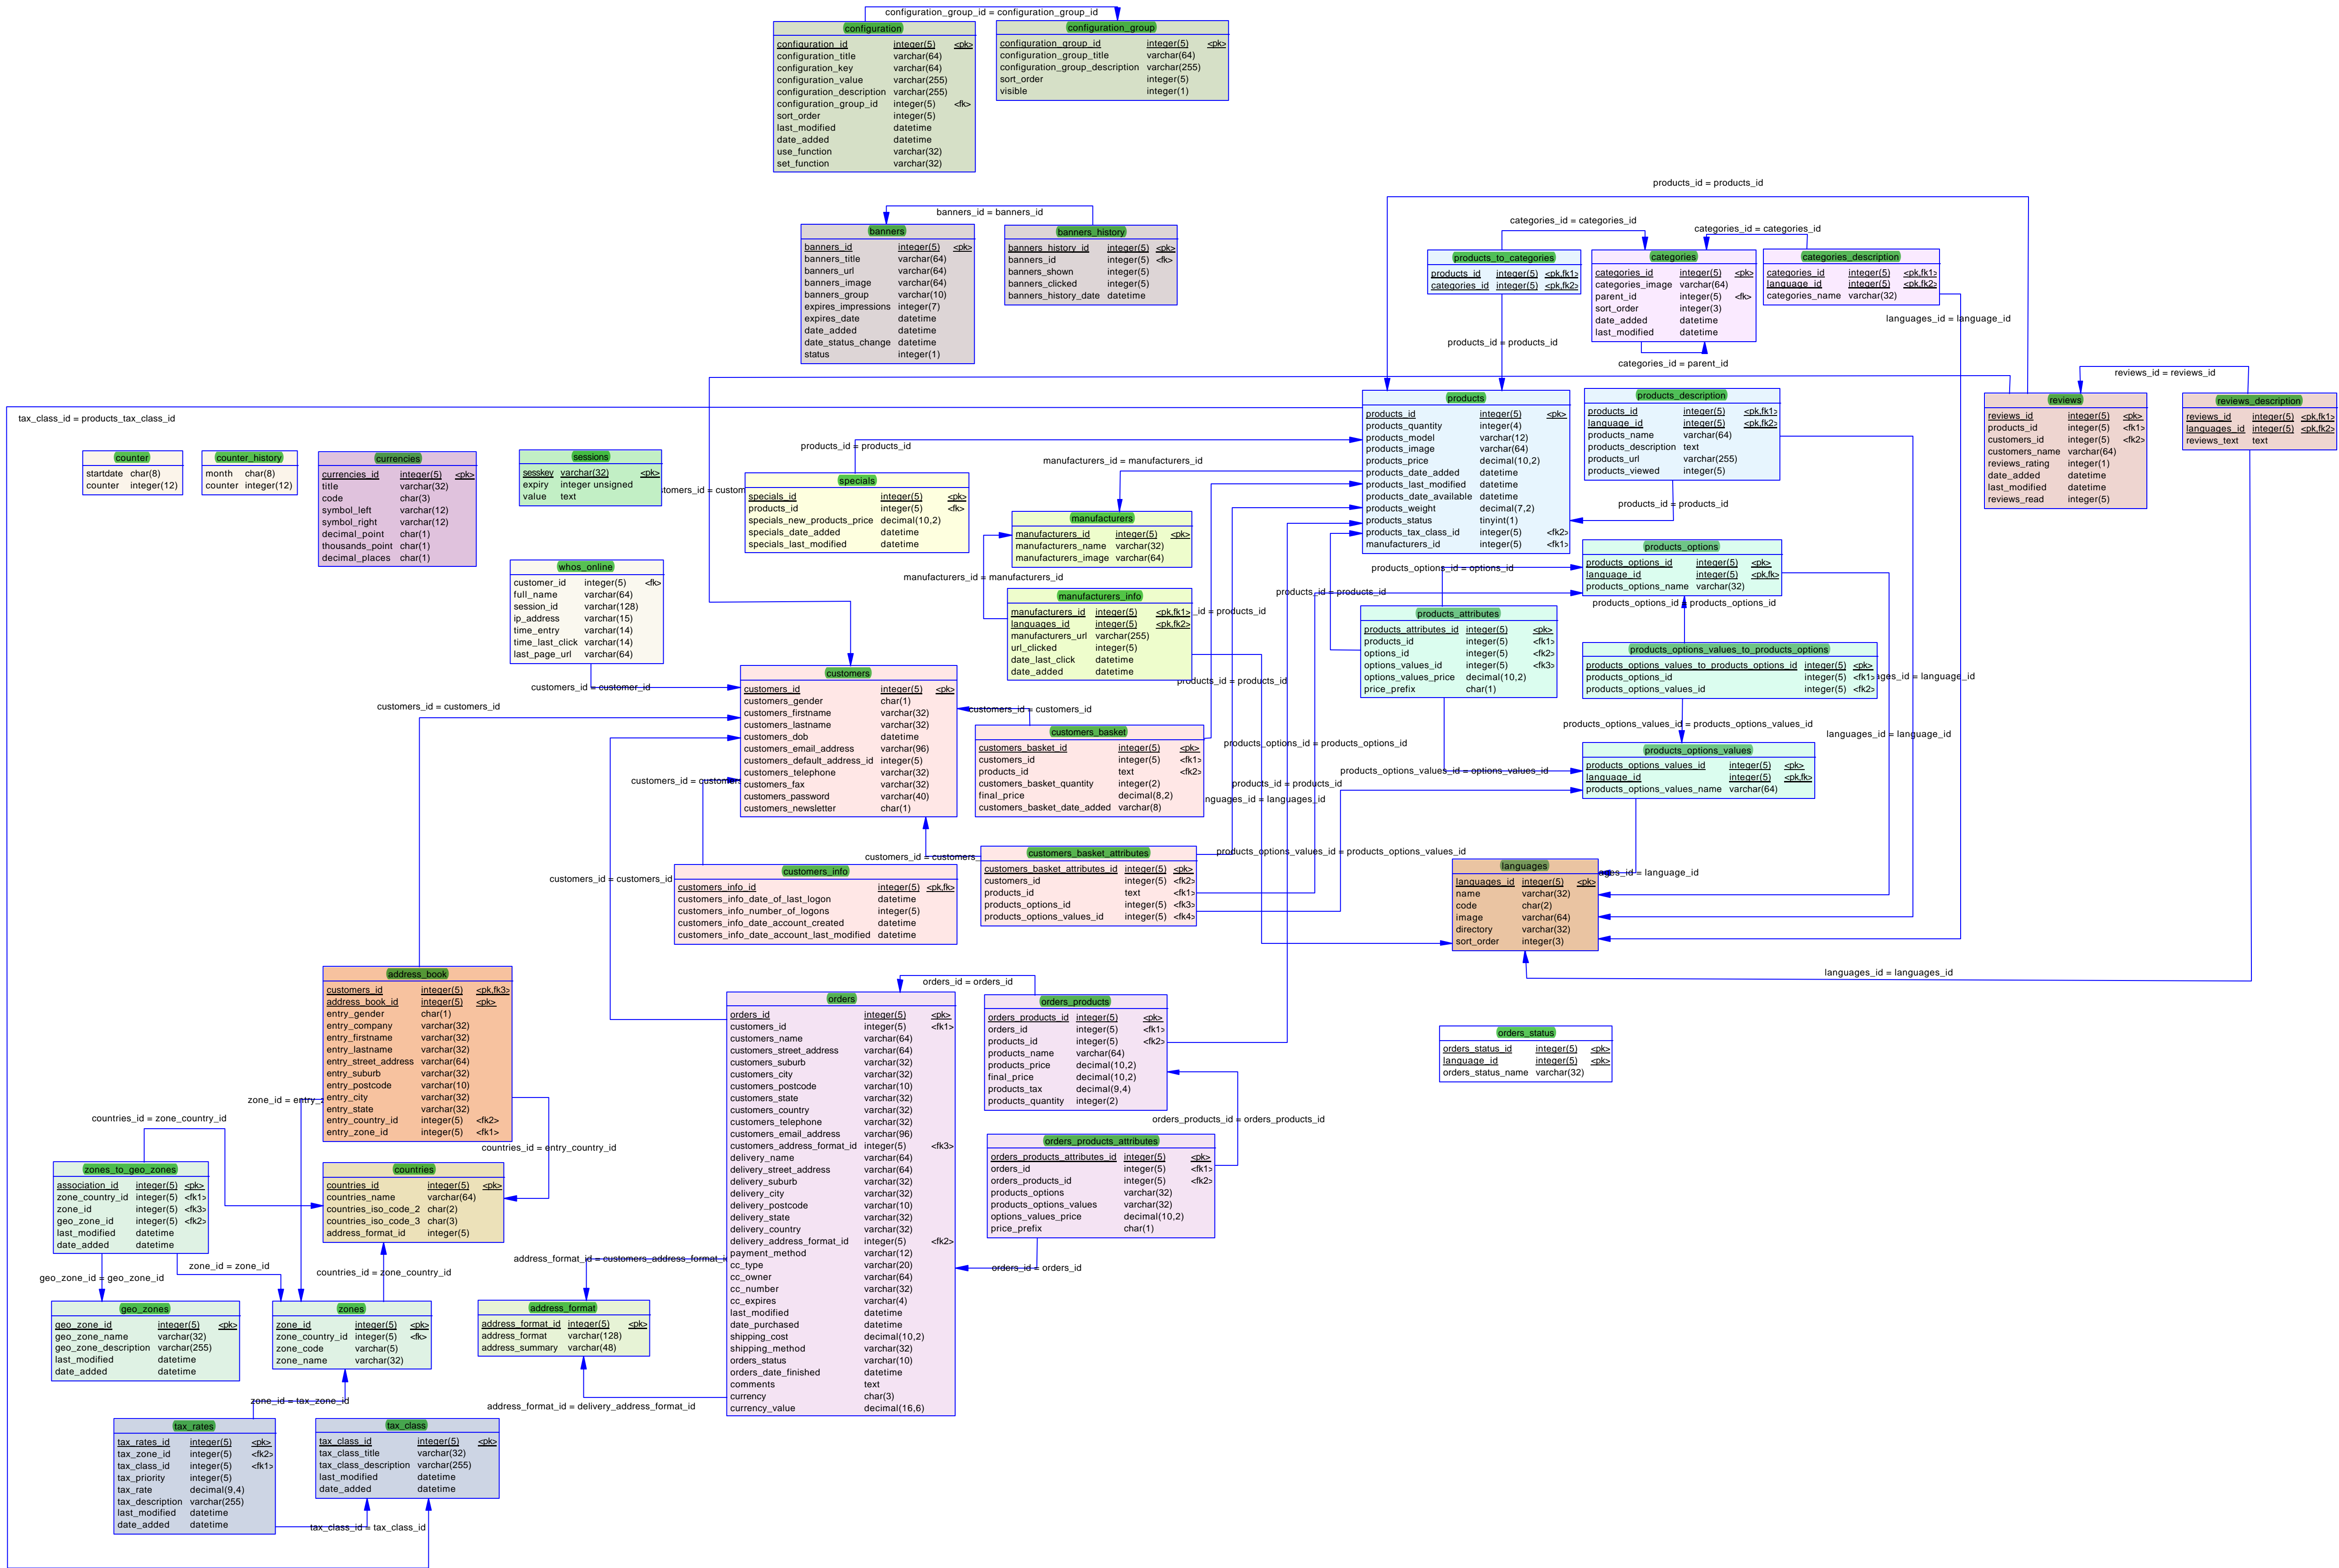 configuration_group_id = configuration_group_id
configuration
configuration_id integer(5) <pk>
configuration_title varchar(64)
configuration_key varchar(64)
configuration_value varchar(255)
configuration_description varchar(255)
configuration_group_id integer(5) <fk>
sort_order integer(5)
last_modified datetime
date_added datetime
use_function varchar(32)
set_function varchar(32)
configuration_group
configuration_group_id integer(5) <pk>
configuration_group_title varchar(64)
configuration_group_description varchar(255)
sort_order integer(5)
visible integer(1)
products_id = products_id
banners_id = banners_id
banners
banners_id integer(5) <pk>
banners_title varchar(64)
banners_url varchar(64)
banners_image varchar(64)
banners_group varchar(10)
expires_impressions integer(7)
expires_date datetime
date_added datetime
date_status_change datetime
status integer(1)
banners_history
banners_history_id integer(5) <pk>
banners_id integer(5) <fk>
banners_shown integer(5)
banners_clicked integer(5)
banners_history_date datetime
categories_id = categories_id
categories_id = categories_id
products_to_categories
products_id integer(5) <pk,fk1>
categories_id integer(5) <pk,fk2>
categories
categories_id integer(5) <pk>
categories_image varchar(64)
parent_id integer(5) <fk>
sort_order integer(3)
date_added datetime
last_modified datetime
categories_description
categories_id integer(5) <pk,fk1>
language_id integer(5) <pk,fk2>
categories_name varchar(32)
languages_id = language_id
products_id = products_id
categories_id = parent_id
reviews_id = reviews_id
tax_class_id = products_tax_class_id
counter
startdate char(8)
counter integer(12)
counter_history
month char(8)
counter integer(12)
currencies
currencies_id integer(5) <pk>
title varchar(32)
code char(3)
symbol_left varchar(12)
symbol_right varchar(12)
decimal_point char(1)
thousands_point char(1)
decimal_places char(1)
sessions
sesskey varchar(32) <pk>
expiry integer unsigned
value text
tomers_id = custom
products_id = products_id
specials
specials_id integer(5) <pk>
products_id integer(5) <fk>
specials_new_products_price decimal(10,2)
specials_date_added datetime
specials_last_modified datetime
manufacturers_id = manufacturers_id
manufacturers
manufacturers_id integer(5) <pk>
manufacturers_name varchar(32)
manufacturers_image varchar(64)
products
products_id integer(5) <pk>
products_quantity integer(4)
products_model varchar(12)
products_image varchar(64)
products_price decimal(10,2)
products_date_added datetime
products_last_modified datetime
products_date_available datetime
products_weight decimal(7,2)
products_status tinyint(1)
products_tax_class_id integer(5) <fk2>
manufacturers_id integer(5) <fk1>
products_description
products_id integer(5) <pk,fk1>
language_id integer(5) <pk,fk2>
products_name varchar(64)
products_description text
products_url varchar(255)
products_viewed integer(5)
products_id = products_id
reviews
reviews_id integer(5) <pk>
products_id integer(5) <fk1>
customers_id integer(5) <fk2>
customers_name varchar(64)
reviews_rating integer(1)
date_added datetime
last_modified datetime
reviews_read integer(5)
reviews_description
reviews_id integer(5) <pk,fk1>
languages_id integer(5) <pk,fk2>
reviews_text text
whos_online
customer_id integer(5) <fk>
full_name varchar(64)
session_id varchar(128)
ip_address varchar(15)
time_entry varchar(14)
time_last_click varchar(14)
last_page_url varchar(64)
manufacturers_id = manufacturers_id
manufacturers_info
manufacturers_id integer(5) <pk,fk1>
languages_id integer(5) <pk,fk2>
manufacturers_url varchar(255)
url_clicked integer(5)
date_last_click datetime
date_added datetime
_id = products_id
products_options_id = options_id
products_id = products_id
products_options
products_options_id integer(5) <pk>
language_id integer(5) <pk,fk>
products_options_name varchar(32)
products_options_id = products_options_id
products_attributes
products_attributes_id integer(5) <pk>
products_id integer(5) <fk1>
options_id integer(5) <fk2>
options_values_id integer(5) <fk3>
options_values_price decimal(10,2)
price_prefix char(1)
products_options_values_to_products_options
products_options_values_to_products_options_id integer(5) <pk>
products_options_id integer(5) <fk1>
products_options_values_id integer(5) <fk2>
ges_id = language_id
products_id = products_id
customers_id = customer_id
customers_id = customers_id
customers
customers_id integer(5) <pk>
customers_gender char(1)
customers_firstname varchar(32)
customers_lastname varchar(32)
customers_dob datetime
customers_email_address varchar(96)
customers_default_address_id integer(5)
customers_telephone varchar(32)
customers_fax varchar(32)
customers_password varchar(40)
customers_newsletter char(1)
customers_id = customers_id
customers_basket
customers_basket_id integer(5) <pk>
customers_id integer(5) <fk1>
products_id text <fk2>
customers_basket_quantity integer(2)
final_price decimal(8,2)
customers_basket_date_added varchar(8)
products_options_values_id = products_options_values_id
languages_id = language_id
products_options_id = products_options_id
products_options_values
products_options_values_id integer(5) <pk>
language_id integer(5) <pk,fk>
products_options_values_name varchar(64)
products_options_values_id = options_values_id
customers_id = customers
products_id = products_id
nguages_id = languages_id
customers_id = customers_
products_options_values_id = products_options_values_id
customers_id = customers_id
customers_info
customers_info_id integer(5) <pk,fk>
customers_info_date_of_last_logon datetime
customers_info_number_of_logons integer(5)
customers_info_date_account_created datetime
customers_info_date_account_last_modified datetime
customers_basket_attributes
customers_basket_attributes_id integer(5) <pk>
customers_id integer(5) <fk2>
products_id text <fk1>
products_options_id integer(5) <fk3>
products_options_values_id integer(5) <fk4>
languages
languages_id integer(5) <pk>
name varchar(32)
code char(2)
image varchar(64)
directory varchar(32)
sort_order integer(3)
ages_id = language_id
languages_id = languages_id
address_book
customers_id integer(5) <pk,fk3>
address_book_id integer(5) <pk>
entry_gender char(1)
entry_company varchar(32)
entry_firstname varchar(32)
entry_lastname varchar(32)
entry_street_address varchar(64)
entry_suburb varchar(32)
entry_postcode varchar(10)
entry_city varchar(32)
entry_state varchar(32)
entry_country_id integer(5) <fk2>
entry_zone_id integer(5) <fk1>
orders_id = orders_id
orders
orders_id integer(5) <pk>
customers_id integer(5) <fk1>
customers_name varchar(64)
customers_street_address varchar(64)
customers_suburb varchar(32)
customers_city varchar(32)
customers_postcode varchar(10)
customers_state varchar(32)
customers_country varchar(32)
customers_telephone varchar(32)
customers_email_address varchar(96)
customers_address_format_id integer(5) <fk3>
delivery_name varchar(64)
delivery_street_address varchar(64)
delivery_suburb varchar(32)
delivery_city varchar(32)
delivery_postcode varchar(10)
delivery_state varchar(32)
delivery_country varchar(32)
delivery_address_format_id integer(5) <fk2>
payment_method varchar(12)
cc_type varchar(20)
cc_owner varchar(64)
cc_number varchar(32)
cc_expires varchar(4)
last_modified datetime
date_purchased datetime
shipping_cost decimal(10,2)
shipping_method varchar(32)
orders_status varchar(10)
orders_date_finished datetime
comments text
currency char(3)
currency_value decimal(16,6)
orders_products
orders_products_id integer(5) <pk>
orders_id integer(5) <fk1>
products_id integer(5) <fk2>
products_name varchar(64)
products_price decimal(10,2)
final_price decimal(10,2)
products_tax decimal(9,4)
products_quantity integer(2)
orders_products_id = orders_products_id
orders_status
orders_status_id integer(5) <pk>
language_id integer(5) <pk>
orders_status_name varchar(32)
orders_products_attributes
orders_products_attributes_id integer(5) <pk>
orders_id integer(5) <fk1>
orders_products_id integer(5) <fk2>
products_options varchar(32)
products_options_values varchar(32)
options_values_price decimal(10,2)
price_prefix char(1)
orders_id = orders_id
zone_id = entry_z
countries_id = zone_country_id
countries_id = entry_country_id
zones_to_geo_zones
association_id integer(5) <pk>
zone_country_id integer(5) <fk1>
zone_id integer(5) <fk3>
geo_zone_id integer(5) <fk2>
last_modified datetime
date_added datetime
countries
countries_id integer(5) <pk>
countries_name varchar(64)
countries_iso_code_2 char(2)
countries_iso_code_3 char(3)
address_format_id integer(5)
zone_id = zone_id
geo_zone_id = geo_zone_id
countries_id = zone_country_id
address_format_id = customers_address_format_i
geo_zones
geo_zone_id integer(5) <pk>
geo_zone_name varchar(32)
geo_zone_description varchar(255)
last_modified datetime
date_added datetime
zones
zone_id integer(5) <pk>
zone_country_id integer(5) <fk>
zone_code varchar(5)
zone_name varchar(32)
address_format
address_format_id integer(5) <pk>
address_format varchar(128)
address_summary varchar(48)
zone_id = tax_zone_id
address_format_id = delivery_address_format_id
tax_rates
tax_rates_id integer(5) <pk>
tax_zone_id integer(5) <fk2>
tax_class_id integer(5) <fk1>
tax_priority integer(5)
tax_rate decimal(9,4)
tax_description varchar(255)
last_modified datetime
date_added datetime
tax_class
tax_class_id integer(5) <pk>
tax_class_title varchar(32)
tax_class_description varchar(255)
last_modified datetime
date_added datetime
tax_class_id = tax_class_id